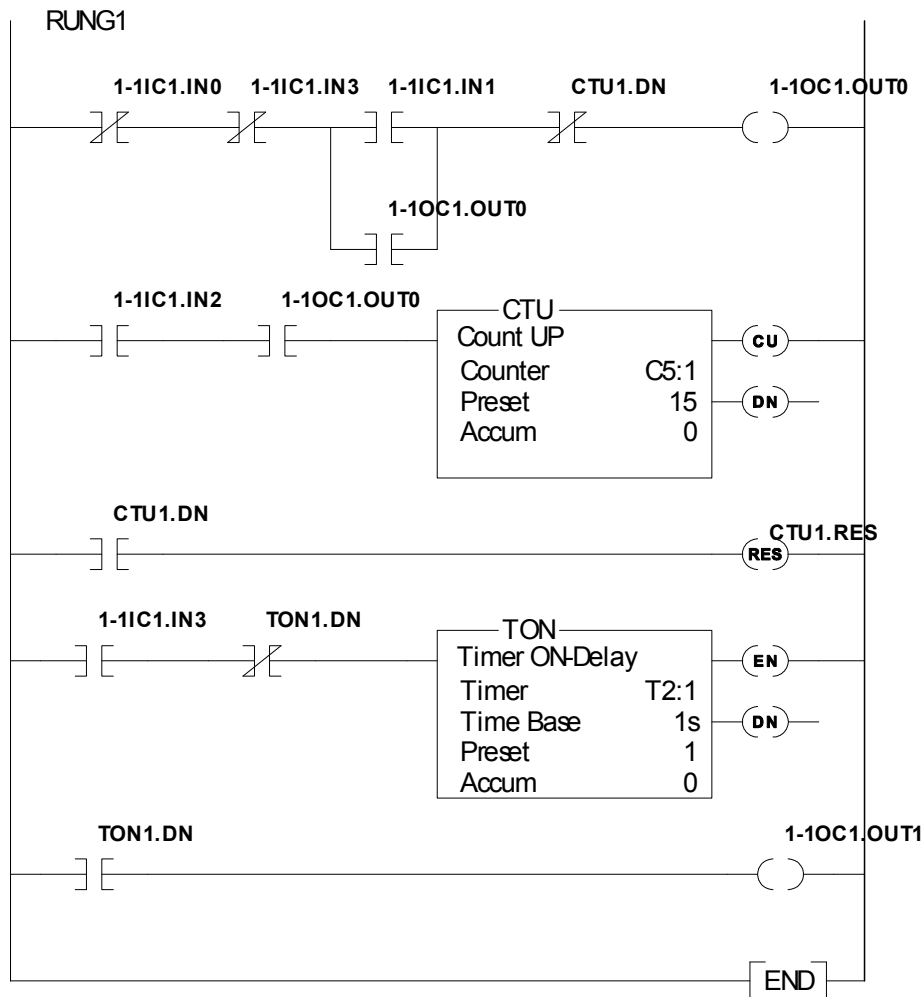 RUNG1
1-1IC1.IN0 1-1IC1.IN3 1-1IC1.IN1 CTU1.DN 1-1OC1.OUT0
1-1OC1.OUT0
1-1IC1.IN2 1-1OC1.OUT0
CTU
Count UP CU
Counter C5:1
Preset 15 DN
Accum 0
CTU1.DN
CTU1.RES
RES
1-1IC1.IN3 TON1.DN
TON
Timer ON-Delay EN
Timer T2:1
Time Base 1s DN
Preset 1
Accum 0
TON1.DN 1-1OC1.OUT1
END